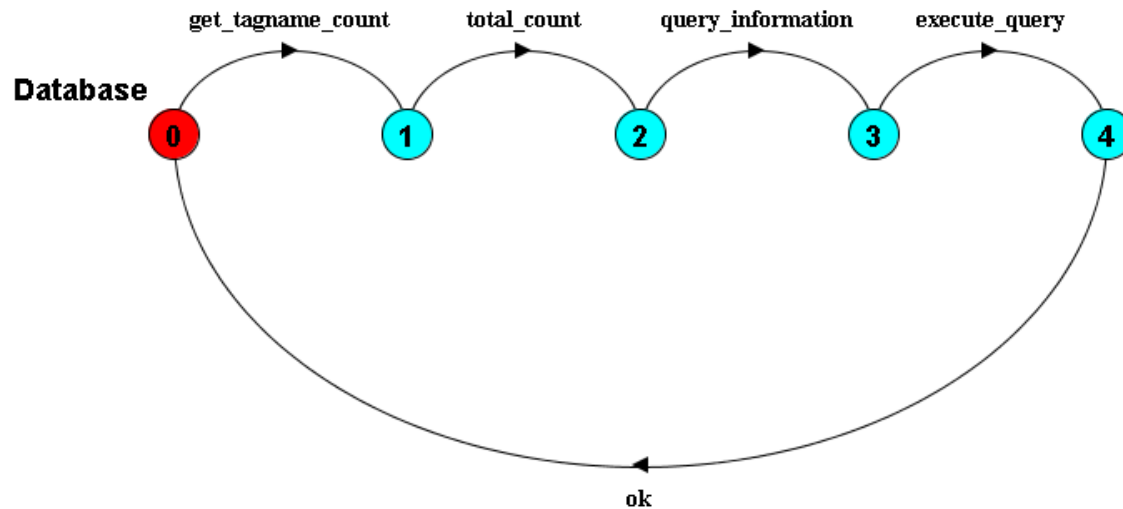 get_tagname_count
total_count
query_information
execute_query
Database
0
1
2
3
4
ok